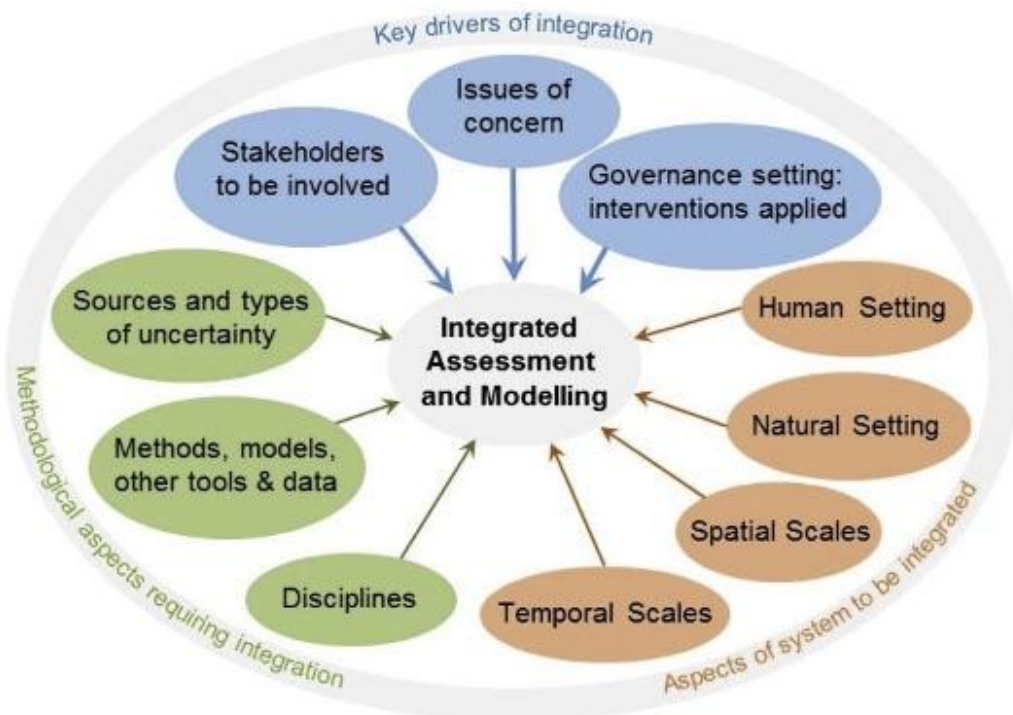 Key drivers of integration
Issues of
concern
Stakeholders
to be involved
Governance setting:
interventions applied
Sources and types
of uncertainty
Human Setting
Integrated
Assessment
and Modelling
Methods, models,
other tools & data
Natural Setting
Spatial Scales
Disciplines
Temporal Scales
Methodological aspects requiring integration
Aspects of system to be integrated